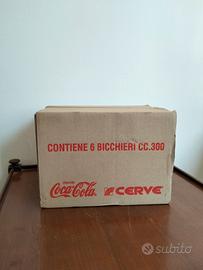 CONTIENE 6 BICCHIERI CC.300
Coca-Cola CERVE
subito